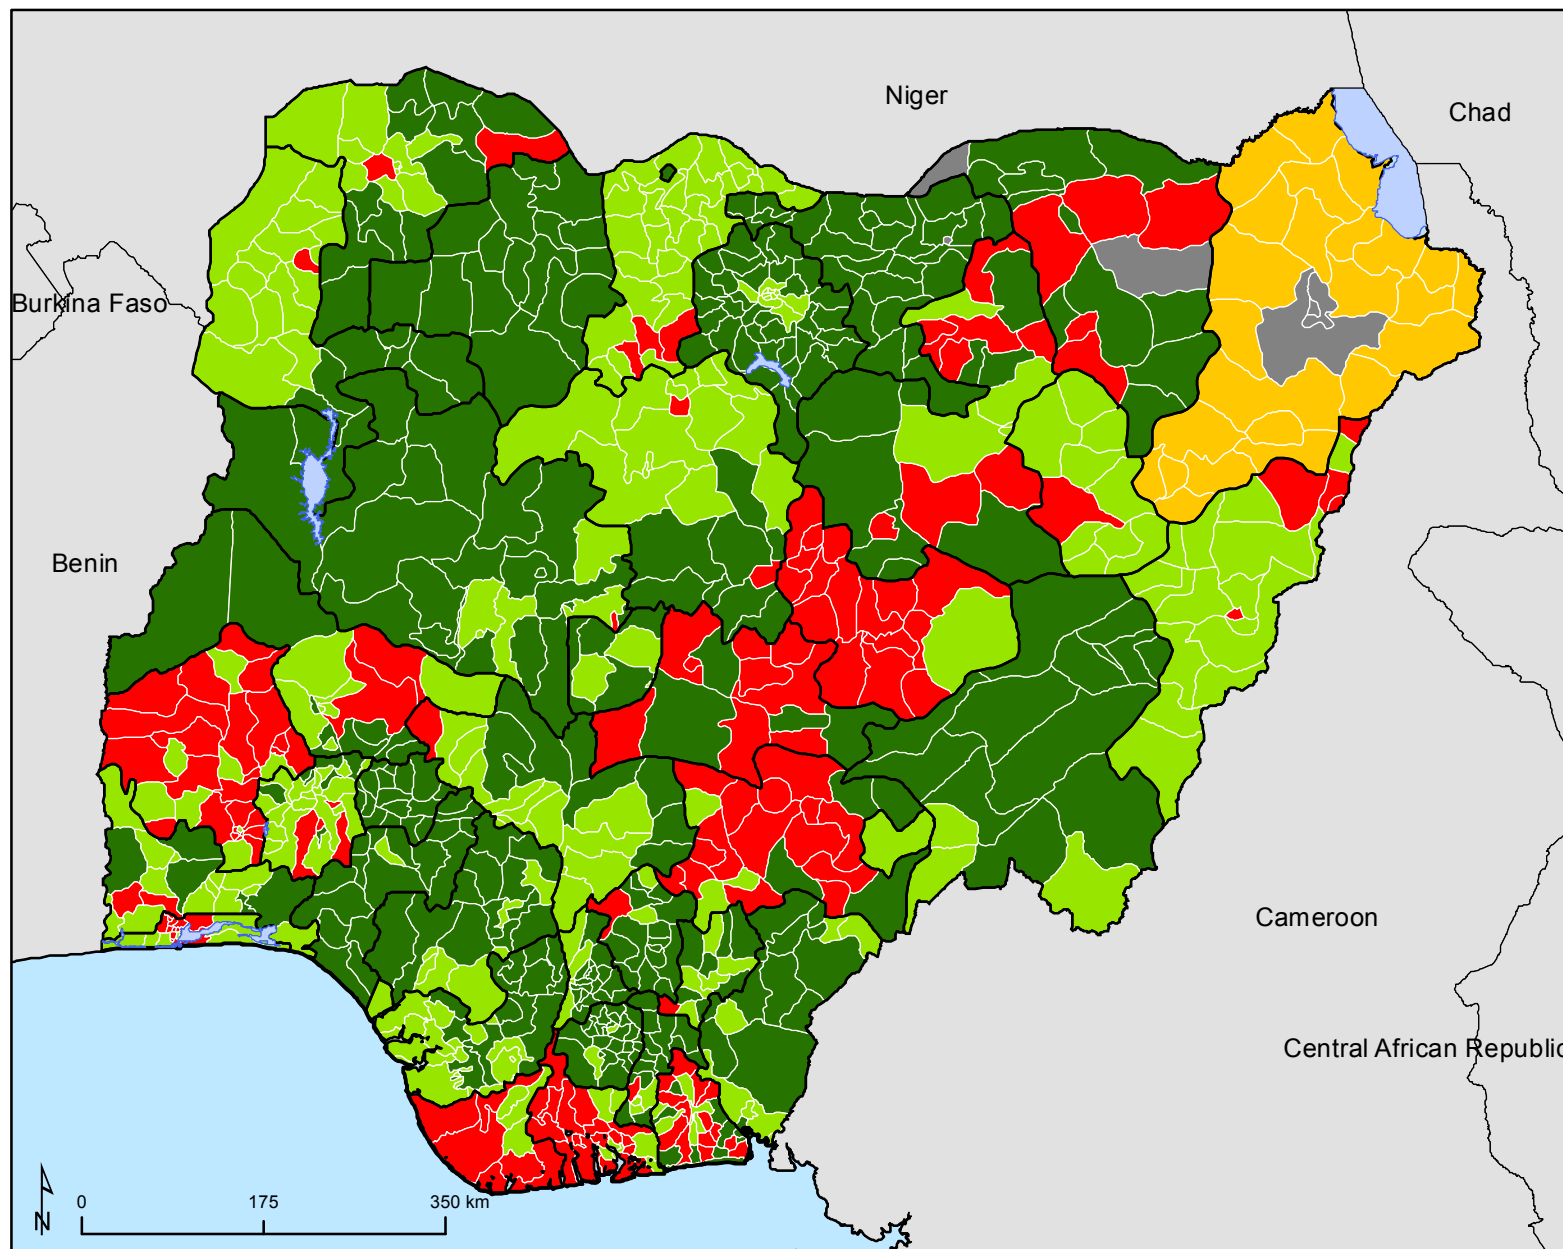 Niger
Chad
Burkina Faso
Benin
Cameroon
Central African Republic
N
0 175 350 km